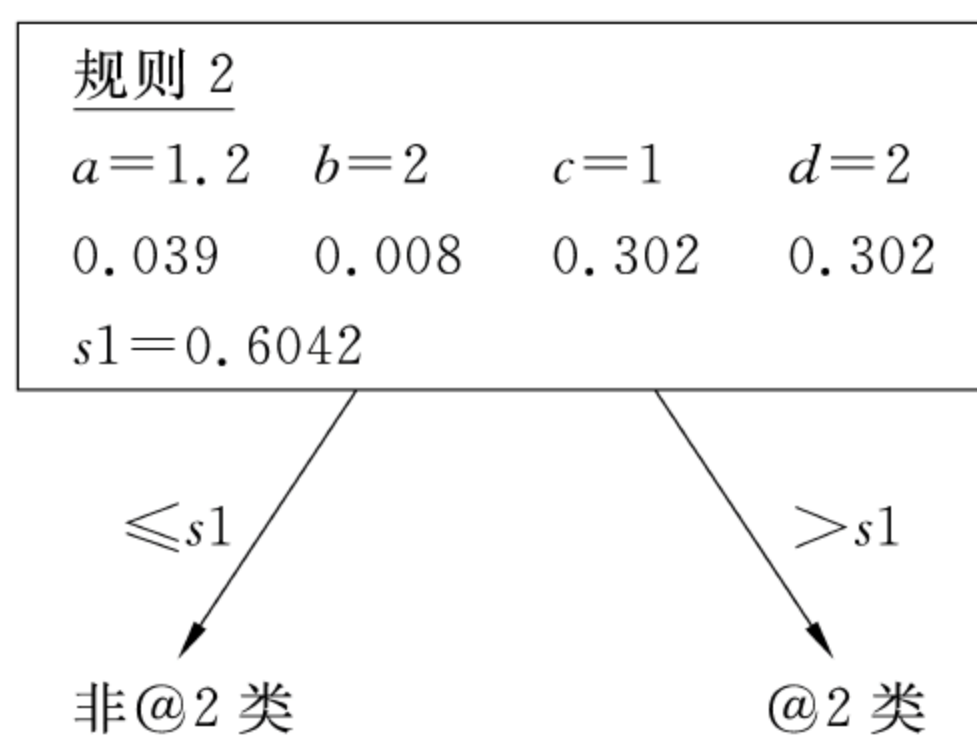 规则 2
a=1.2 b=2 c=1 d=2
0.039 0.008 0.302 0.302
s1=0.6042
≤s1 >s1
非@2 类 @2 类